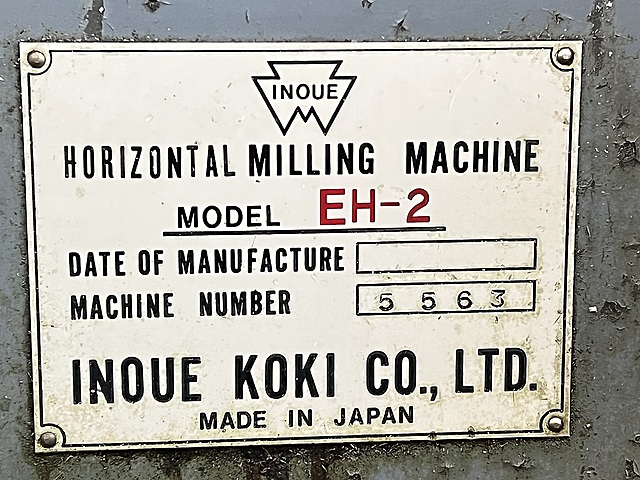 INOUE
HORIZONTAL MILLING MACHINE
MODEL EH-2
DATE OF MANUFACTURE
MACHINE NUMBER 5563
INOUE KOKI CO., LTD.
MADE IN JAPAN